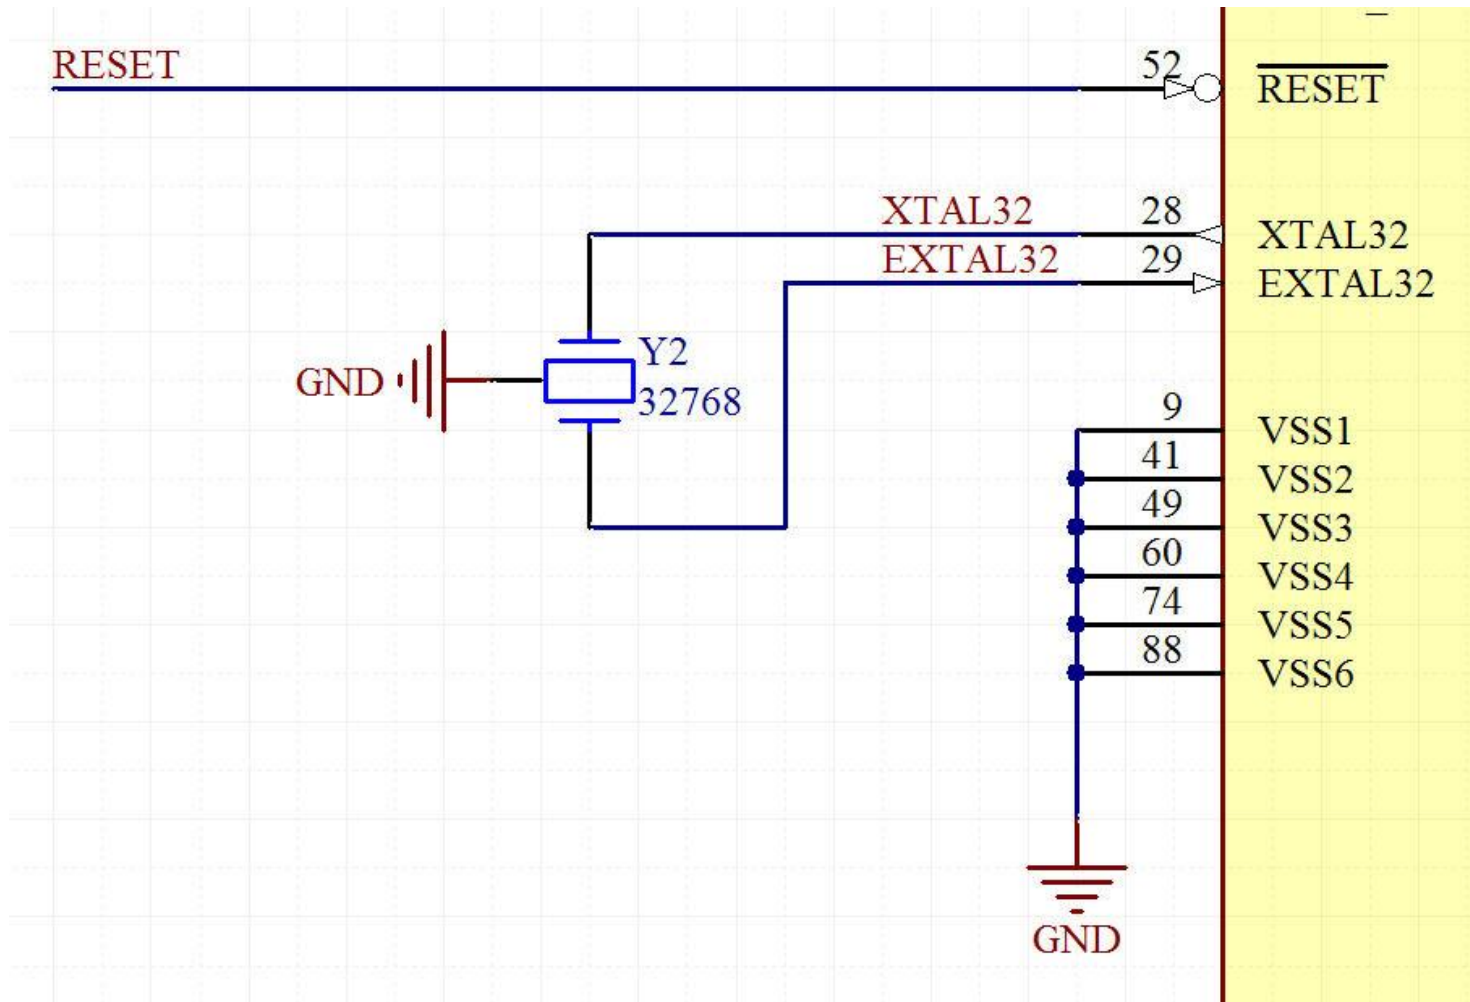 RESET
52
RESET
XTAL32
28
XTAL32
EXTAL32
29
EXTAL32
Y2
GND
32768
9
VSS1
41
VSS2
49
VSS3
60
VSS4
74
VSS5
88
VSS6
GND